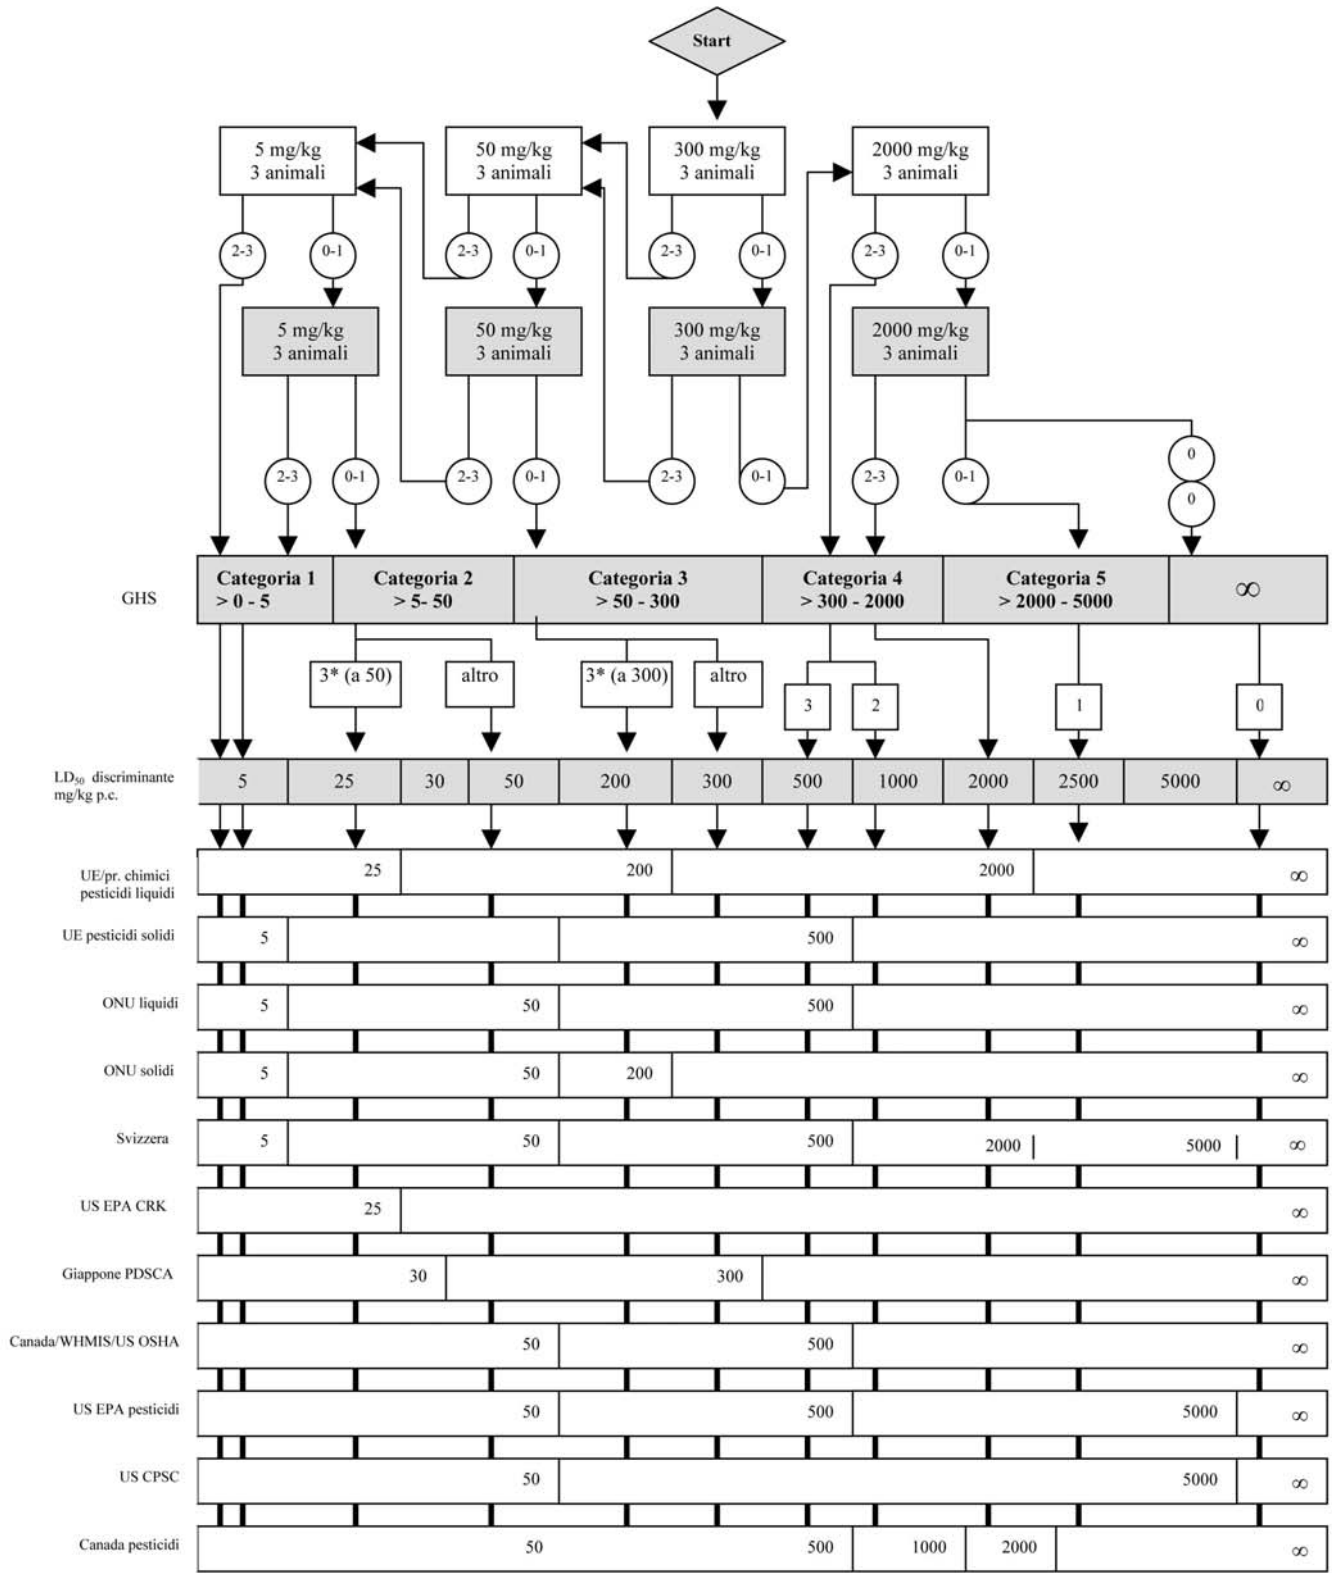 Start
5 mg/kg
3 animali
50 mg/kg
3 animali
300 mg/kg
3 animali
2000 mg/kg
3 animali
2-3
0-1
2-3
0-1
2-3
0-1
2-3
0-1
5 mg/kg
3 animali
50 mg/kg
3 animali
300 mg/kg
3 animali
2000 mg/kg
3 animali
2-3
0-1
2-3
0-1
2-3
0-1
2-3
0-1
0
0
GHS
Categoria 1
> 0 - 5
Categoria 2
> 5- 50
Categoria 3
> 50 - 300
Categoria 4
> 300 - 2000
Categoria 5
> 2000 - 5000
∞
3* (a 50)
altro
3* (a 300)
altro
3
2
1
0
LD₅₀ discriminante
mg/kg p.c.
5
25
30
50
200
300
500
1000
2000
2500
5000
∞
UE/pr. chimici
pesticidi liquidi
25
200
2000
∞
UE pesticidi solidi
5
500
∞
ONU liquidi
5
50
500
∞
ONU solidi
5
50
200
∞
Svizzera
5
50
500
2000
5000
∞
US EPA CRK
25
∞
Giappone PDSCA
30
300
∞
Canada/WHMIS/US OSHA
50
500
∞
US EPA pesticidi
50
500
5000
∞
US CPSC
50
5000
∞
Canada pesticidi
50
500
1000
2000
∞